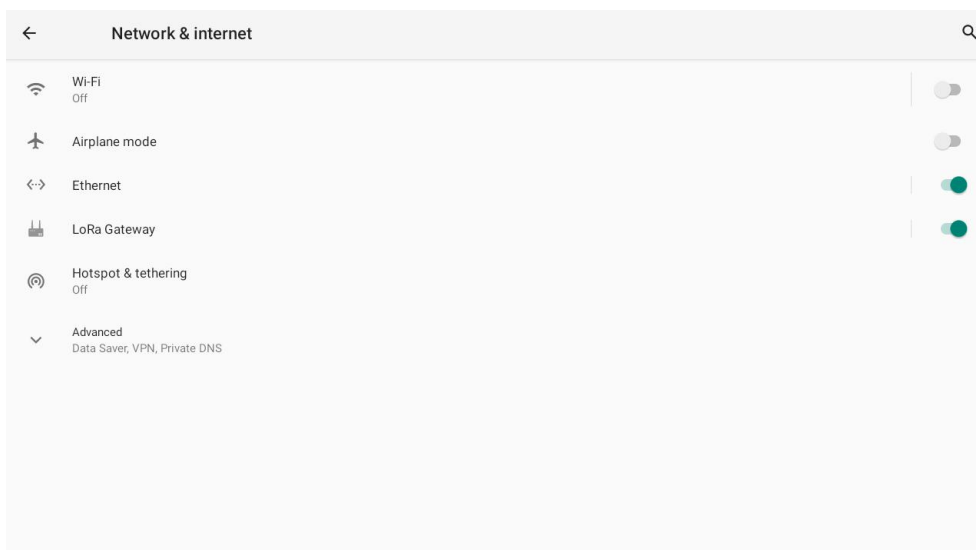 Network & internet
Wi-Fi
Off
Airplane mode
Ethernet
LoRa Gateway
Hotspot & tethering
Off
Advanced
Data Saver, VPN, Private DNS